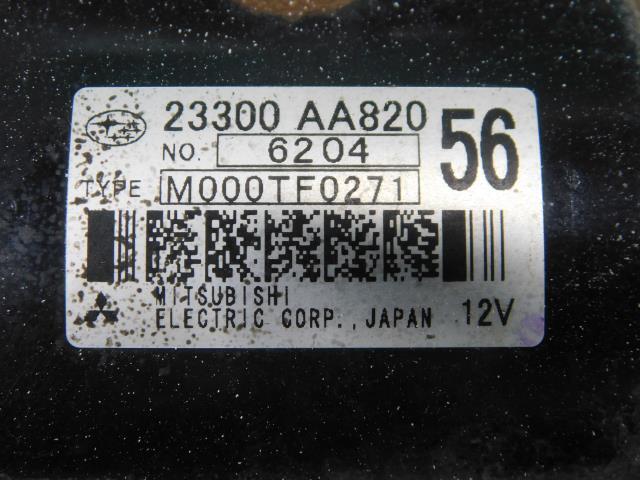 23300 AA820
NO. 6204
56
TYPE M000TF0271
MITSUBISHI
ELECTRIC CORP., JAPAN 12V